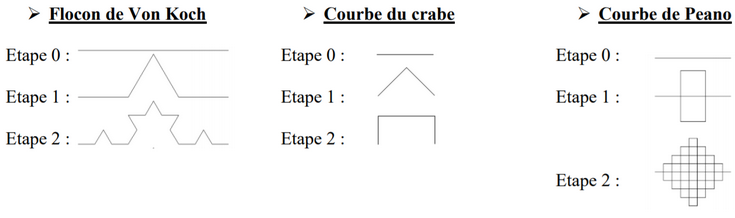 ➢ Flocon de Von Koch
Etape 0 :
Etape 1 :
Etape 2 :
➢ Courbe du crabe
Etape 0 :
Etape 1 :
Etape 2 :
➢ Courbe de Peano
Etape 0 :
Etape 1 :
Etape 2 :